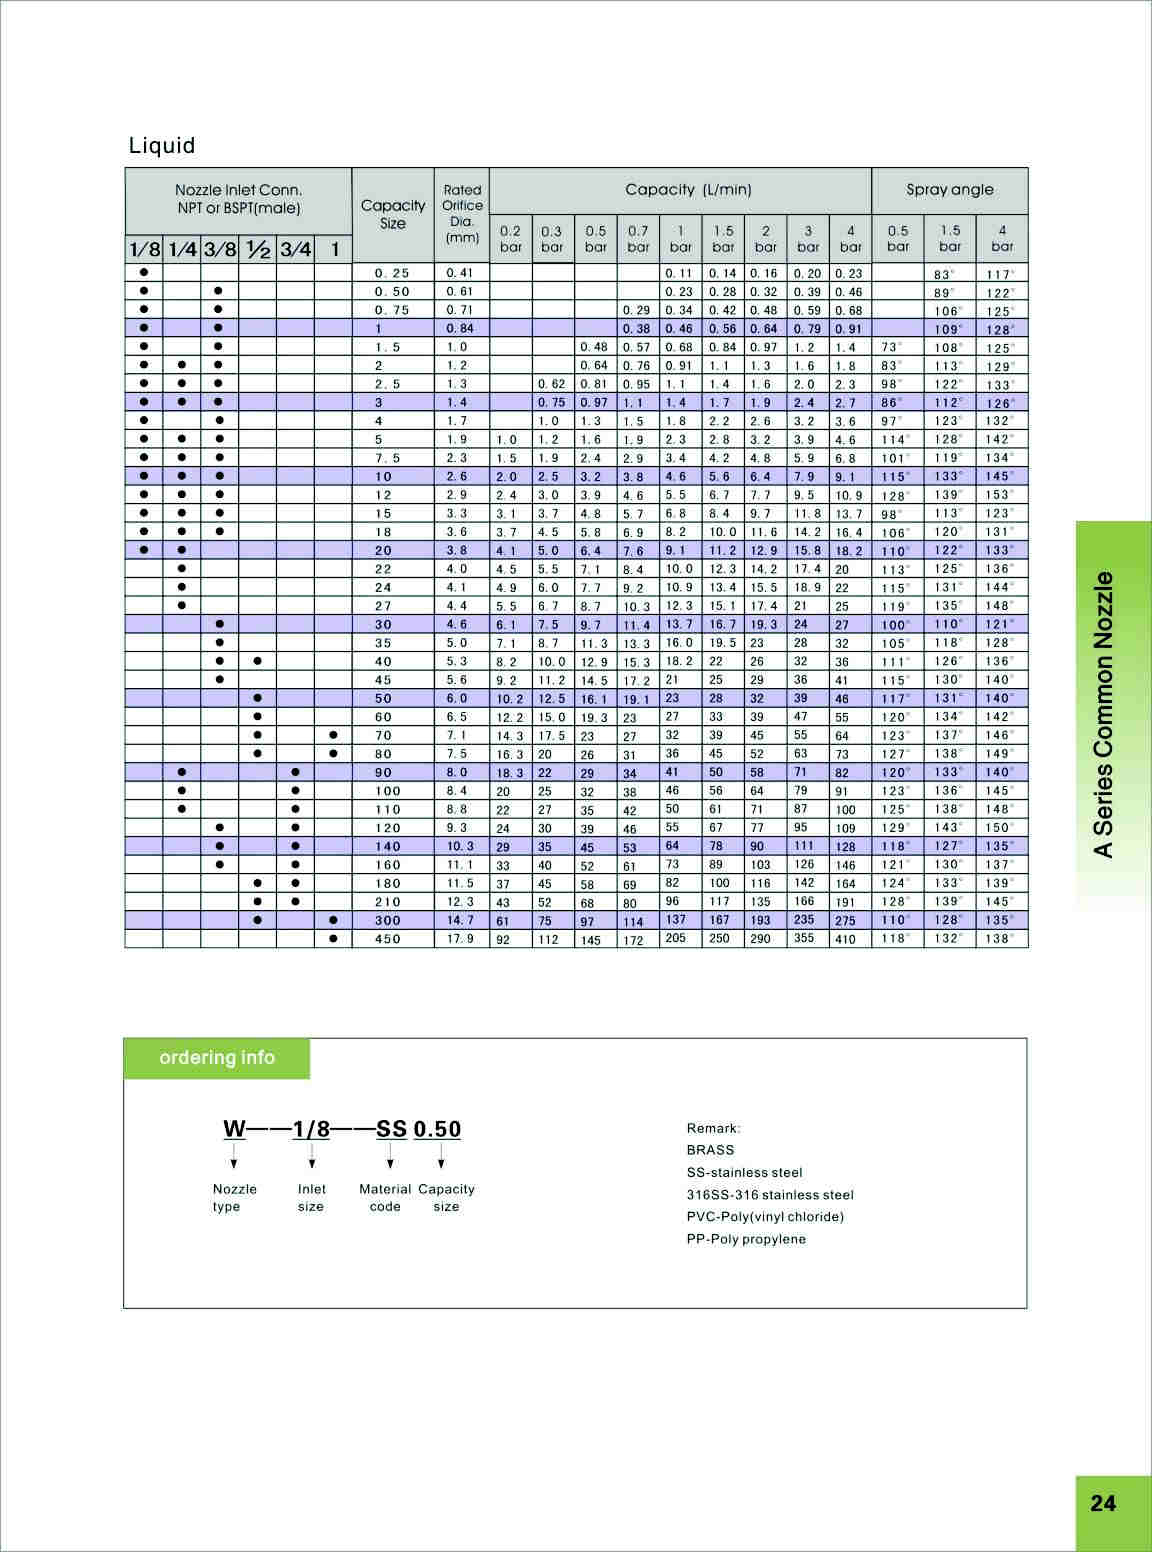 Liquid
Nozzle Inlet Conn. NPT or BSPT(male) Capacity Size Rated Orifice Dia. (mm) Capacity (L/min) Spray angle
1/8 1/4 3/8 ½ 3/4 1 0.2 bar 0.3 bar 0.5 bar 0.7 bar 1 bar 1.5 bar 2 bar 3 bar 4 bar 0.5 bar 1.5 bar 4 bar
● 0.25 0.41 0.11 0.14 0.16 0.20 0.23 83° 117°
● ● 0.50 0.61 0.23 0.28 0.32 0.39 0.46 89° 122°
● ● 0.75 0.71 0.29 0.34 0.42 0.48 0.59 0.68 106° 125°
● ● 1 0.84 0.38 0.46 0.56 0.64 0.79 0.91 109° 128°
● ● 1.5 1.0 0.48 0.57 0.68 0.84 0.97 1.2 1.4 73° 108° 125°
● ● ● 2 1.2 0.64 0.76 0.91 1.1 1.3 1.6 1.8 83° 113° 129°
● ● ● 2.5 1.3 0.62 0.81 0.95 1.1 1.4 1.6 2.0 2.3 98° 122° 133°
● ● ● 3 1.4 0.75 0.97 1.1 1.4 1.7 1.9 2.4 2.7 86° 112° 126°
● ● 4 1.7 1.0 1.3 1.5 1.8 2.2 2.6 3.2 3.6 97° 123° 132°
● ● ● 5 1.9 1.0 1.2 1.6 1.9 2.3 2.8 3.2 3.9 4.6 114° 128° 142°
● ● ● 7.5 2.3 1.5 1.9 2.4 2.9 3.4 4.2 4.8 5.9 6.8 101° 119° 134°
● ● ● 10 2.6 2.0 2.5 3.2 3.8 4.6 5.6 6.4 7.9 9.1 115° 133° 145°
● ● ● 12 2.9 2.4 3.0 3.9 4.6 5.5 6.7 7.7 9.5 10.9 128° 139° 153°
● ● ● 15 3.3 3.1 3.7 4.8 5.7 6.8 8.4 9.7 11.8 13.7 98° 113° 123°
● ● ● 18 3.6 3.7 4.5 5.8 6.9 8.2 10.0 11.6 14.2 16.4 106° 120° 131°
● ● 20 3.8 4.1 5.0 6.4 7.6 9.1 11.2 12.9 15.8 18.2 110° 122° 133°
● 22 4.0 4.5 5.5 7.1 8.4 10.0 12.3 14.2 17.4 20 113° 125° 136°
● 24 4.1 4.9 6.0 7.7 9.2 10.9 13.4 15.5 18.9 22 115° 131° 144°
● 27 4.4 5.5 6.7 8.7 10.3 12.3 15.1 17.4 21 25 119° 135° 148°
● 30 4.6 6.1 7.5 9.7 11.4 13.7 16.7 19.3 24 27 100° 110° 121°
● 35 5.0 7.1 8.7 11.3 13.3 16.0 19.5 23 28 32 105° 118° 128°
● ● 40 5.3 8.2 10.0 12.9 15.3 18.2 22 26 32 36 111° 126° 136°
● 45 5.6 9.2 11.2 14.5 17.2 21 25 29 36 41 115° 130° 140°
● 50 6.0 10.2 12.5 16.1 19.1 23 28 32 39 46 117° 131° 140°
● 60 6.5 12.2 15.0 19.3 23 27 33 39 47 55 120° 134° 142°
● ● 70 7.1 14.3 17.5 23 27 32 39 45 55 64 123° 137° 146°
● ● 80 7.5 16.3 20 26 31 36 45 52 63 73 127° 138° 149°
● ● 90 8.0 18.3 22 29 34 41 50 58 71 82 120° 133° 140°
● ● 100 8.4 20 25 32 38 46 56 64 79 91 123° 136° 145°
● ● 110 8.8 22 27 35 42 50 61 71 87 100 125° 138° 148°
● ● 120 9.3 24 30 39 46 55 67 77 95 109 129° 143° 150°
● ● 140 10.3 29 35 45 53 64 78 90 111 128 118° 127° 135°
● ● 160 11.1 33 40 52 61 73 89 103 126 146 121° 130° 137°
● ● 180 11.5 37 45 58 69 82 100 116 142 164 124° 133° 139°
● ● 210 12.3 43 52 68 80 96 117 135 166 191 128° 139° 145°
● ● 300 14.7 61 75 97 114 137 167 193 235 275 110° 128° 135°
● 450 17.9 92 112 145 172 205 250 290 355 410 118° 132° 138°
A Series Common Nozzle
ordering info
W——1/8——SS 0.50
Nozzle type
Inlet size
Material code
Capacity size
Remark:
BRASS
SS-stainless steel
316SS-316 stainless steel
PVC-Poly(vinyl chloride)
PP-Poly propylene
24